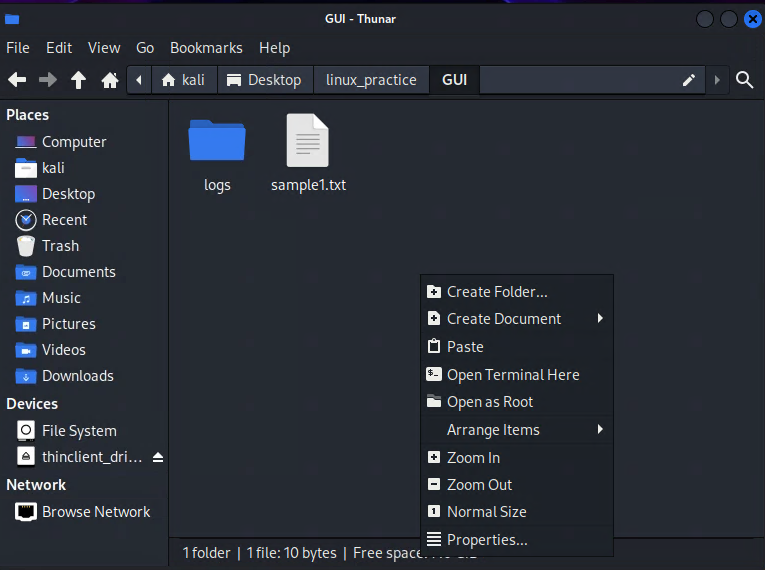 GUI - Thunar
File Edit View Go Bookmarks Help
kali Desktop linux_practice GUI
Places
Computer
kali
Desktop
Recent
Trash
Documents
Music
Pictures
Videos
Downloads
Devices
File System
thinclient_dri...
Network
Browse Network
logs
sample1.txt
Create Folder...
Create Document
Paste
$_
Open Terminal Here
Open as Root
Arrange Items
Zoom In
Zoom Out
1
Normal Size
Properties...
1 folder | 1 file: 10 bytes | Free space: